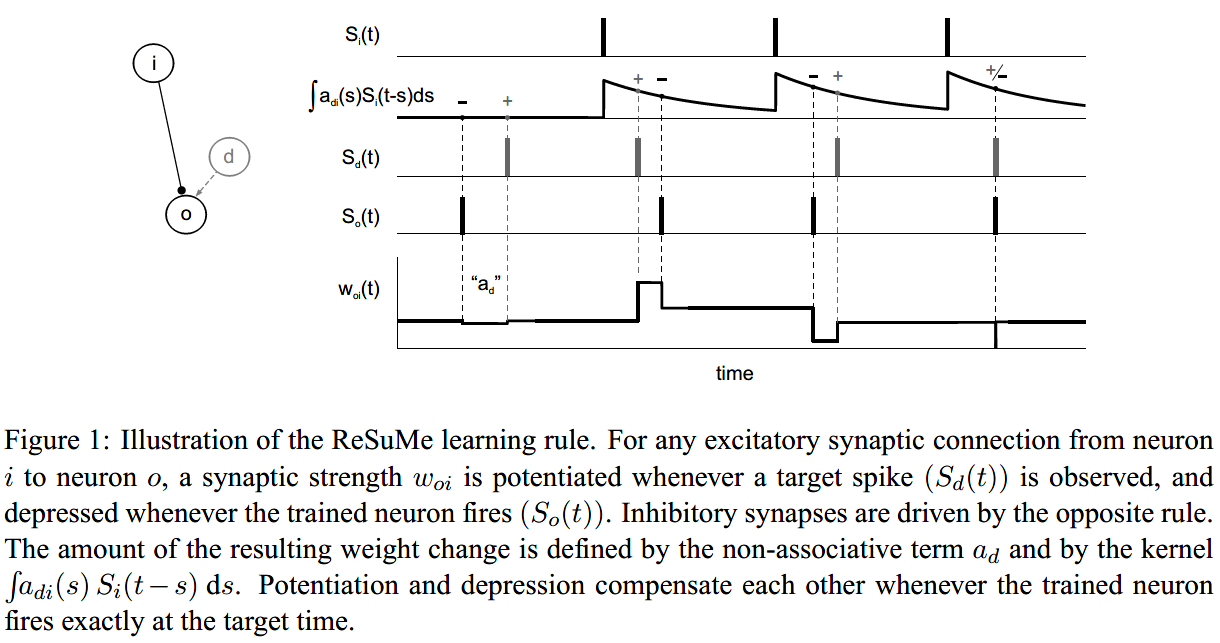 i
d
o
Sᵢ(t)
∫a_di(s)Sᵢ(t-s)ds
- + + - - + +/-
S_d(t)
S_o(t)
w_oi(t)
“a_d”
time
Figure 1: Illustration of the ReSuMe learning rule. For any excitatory synaptic connection from neuron
i to neuron o, a synaptic strength w_oi is potentiated whenever a target spike (S_d(t)) is observed, and
depressed whenever the trained neuron fires (S_o(t)). Inhibitory synapses are driven by the opposite rule.
The amount of the resulting weight change is defined by the non-associative term a_d and by the kernel
∫a_di(s) S_i(t − s) ds. Potentiation and depression compensate each other whenever the trained neuron
fires exactly at the target time.